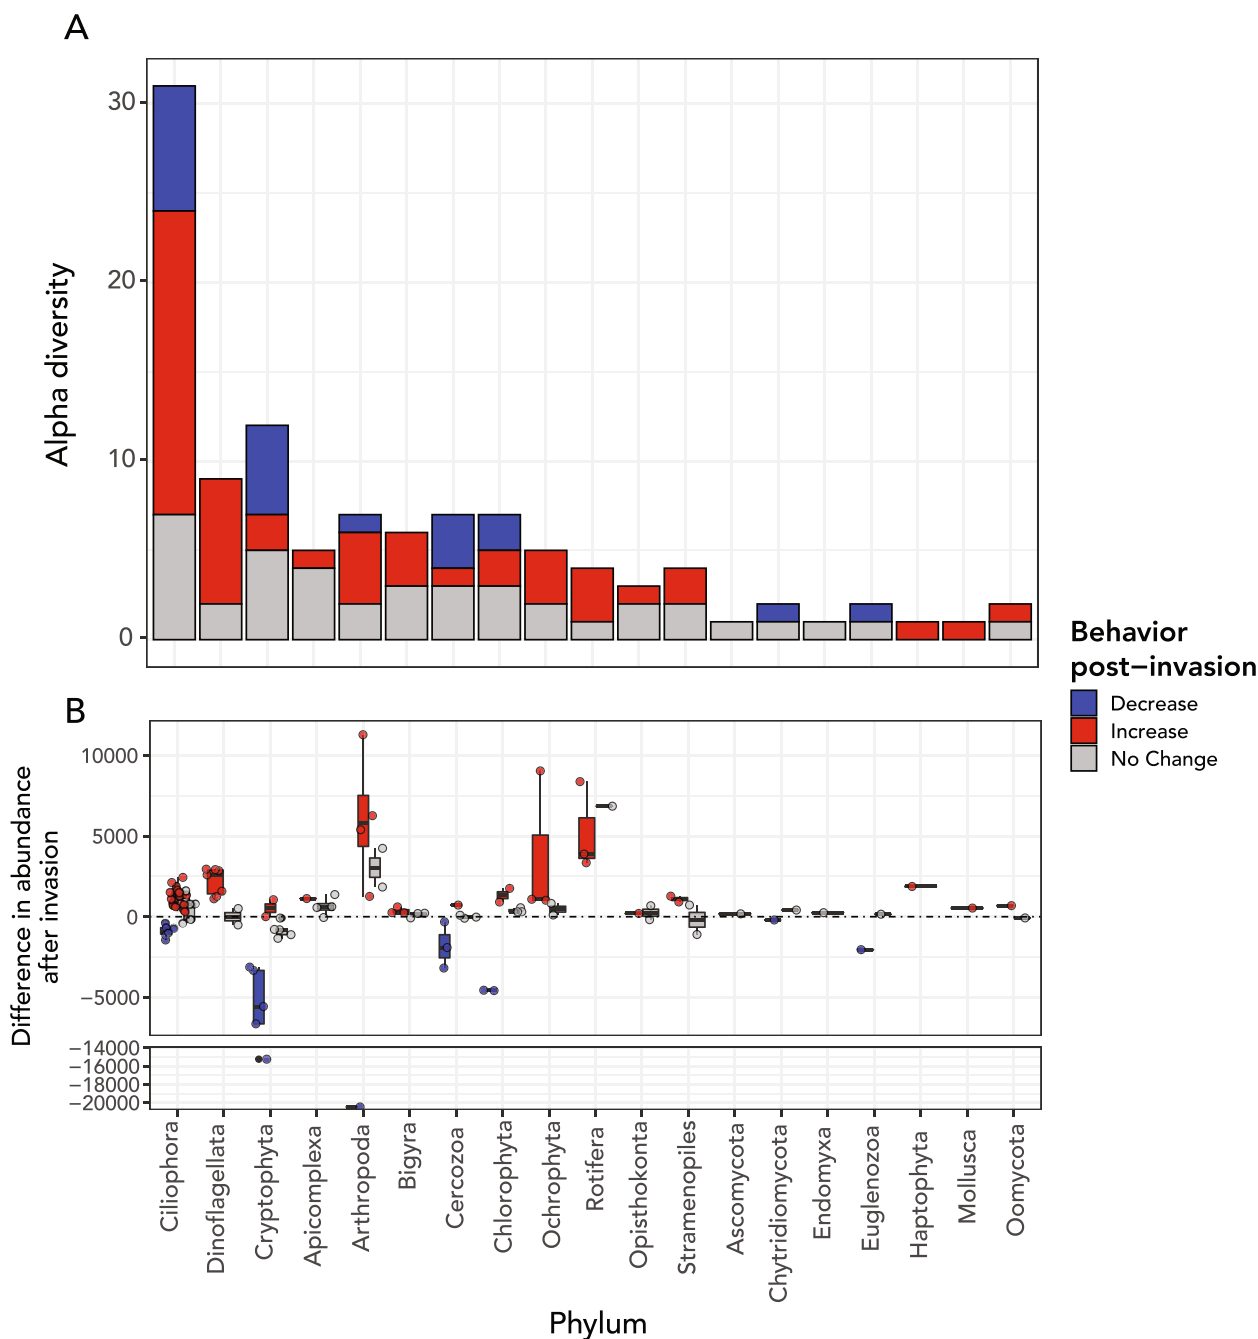 A
30
20
10
0
Alpha diversity
Behavior
post−invasion
Decrease
Increase
No Change
B
10000
5000
0
−5000
−14000
−16000
−18000
−20000
Difference in abundance
after invasion
Ciliophora
Dinoflagellata
Cryptophyta
Apicomplexa
Arthropoda
Bigyra
Cercozoa
Chlorophyta
Ochrophyta
Rotifera
Opisthokonta
Stramenopiles
Ascomycota
Chytridiomycota
Endomyxa
Euglenozoa
Haptophyta
Mollusca
Oomycota
Phylum